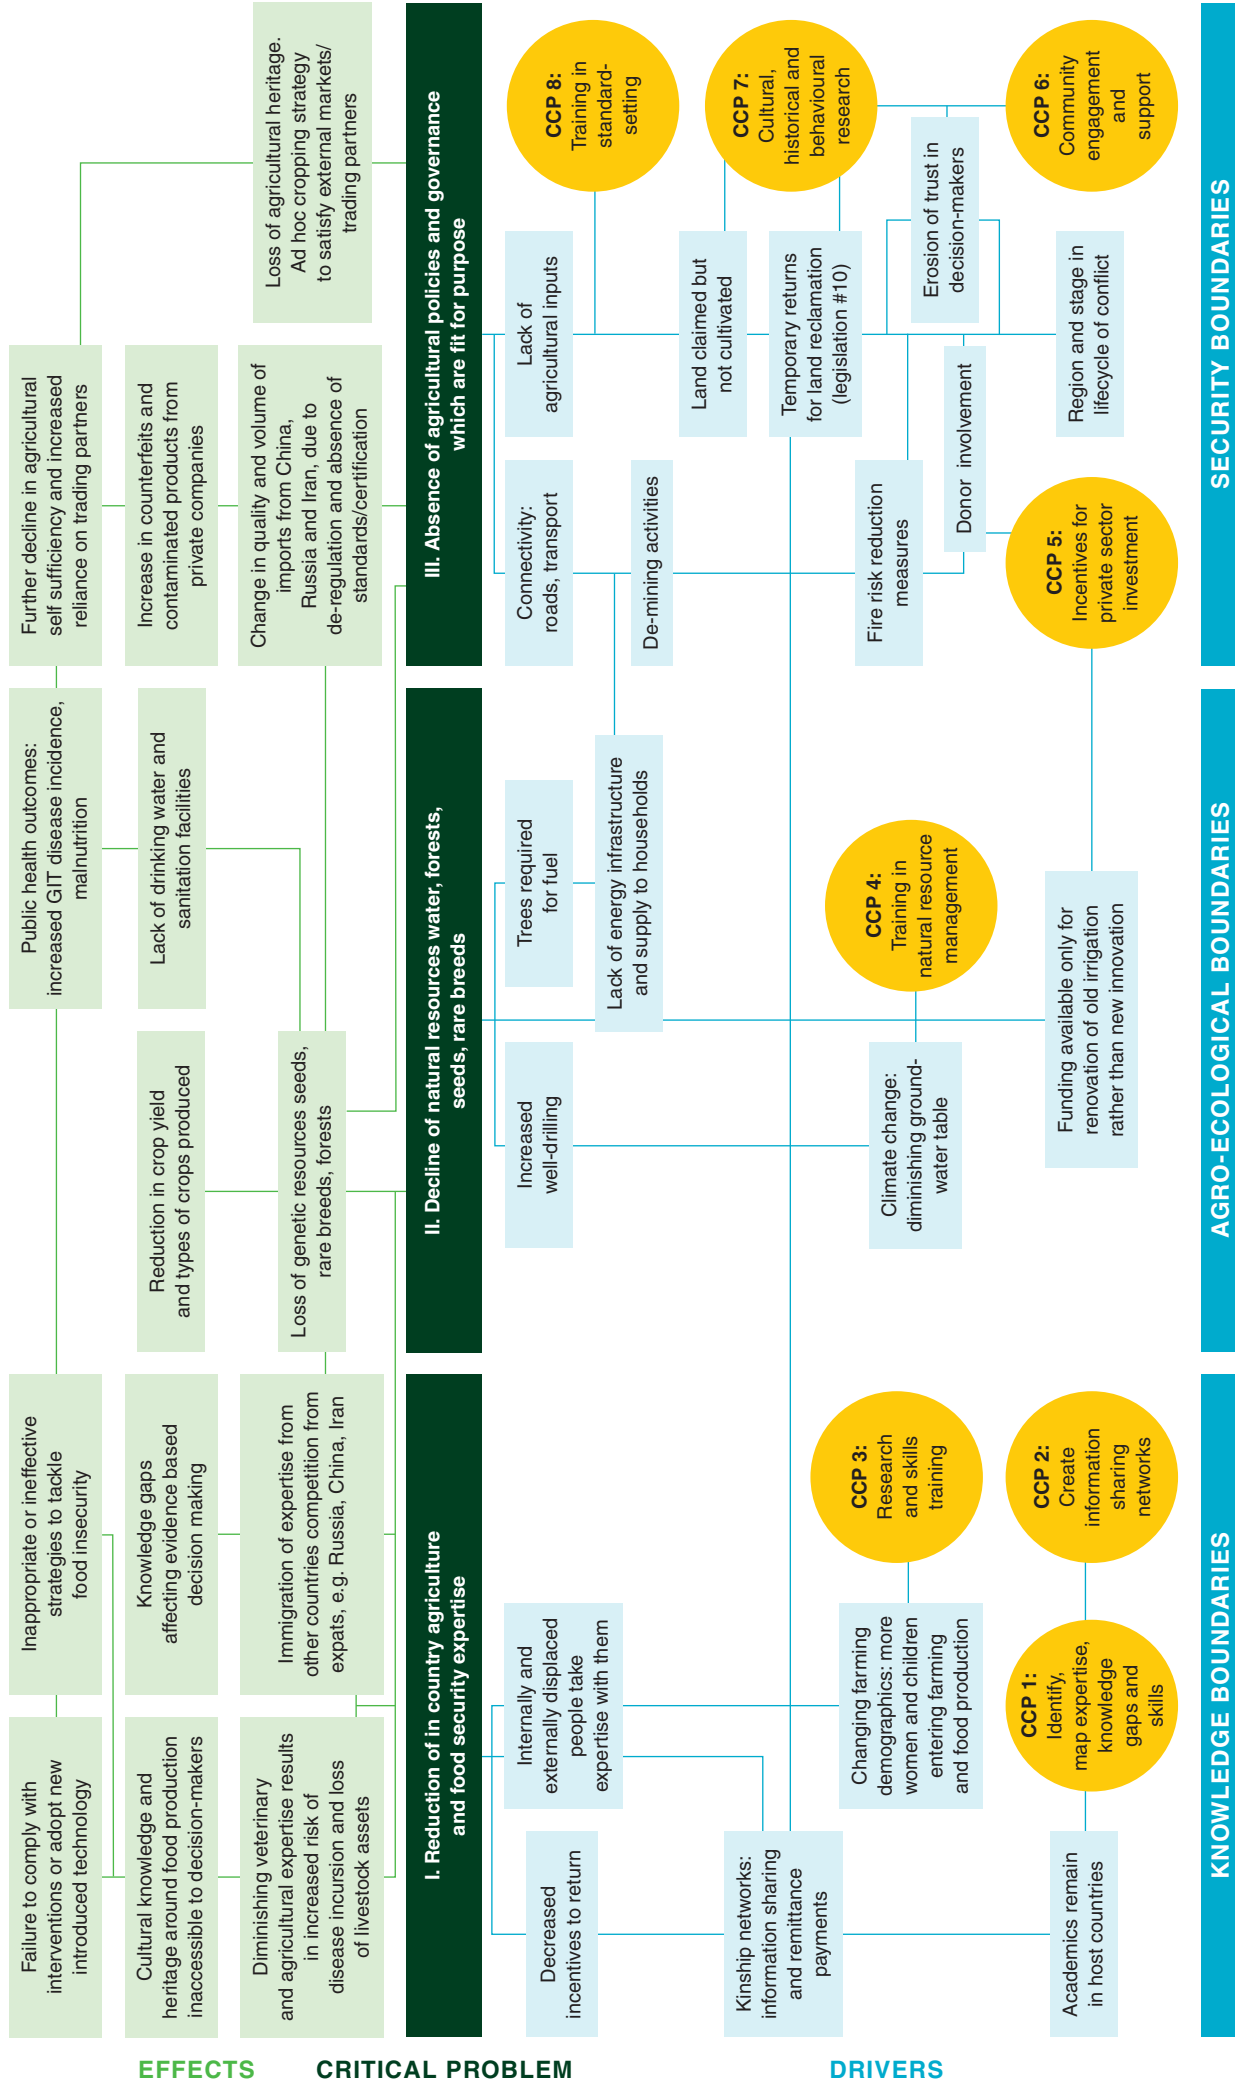 EFFECTS
Failure to comply with
interventions or adopt new
introduced technology
Inappropriate or ineffective
strategies to tackle
food insecurity
Public health outcomes:
increased GIT disease incidence,
malnutrition
Further decline in agricultural
self sufficiency and increased
reliance on trading partners
Cultural knowledge and
heritage around food production
inaccessible to decision-makers
Knowledge gaps
affecting evidence based
decision making
Reduction in crop yield
and types of crops produced
Lack of drinking water and
sanitation facilities
Increase in counterfeits and
contaminated products from
private companies
Diminishing veterinary
and agricultural expertise results
in increased risk of
disease incursion and loss
of livestock assets
Immigration of expertise from
other countries competition from
expats, e.g. Russia, China, Iran
Loss of genetic resources seeds,
rare breeds, forests
Change in quality and volume of
imports from China,
Russia and Iran, due to
de-regulation and absence of
standards/certification
Loss of agricultural heritage.
Ad hoc cropping strategy
to satisfy external markets/
trading partners
CRITICAL PROBLEM
I. Reduction of in country agriculture
and food security expertise
II. Decline of natural resources water, forests,
seeds, rare breeds
III. Absence of agricultural policies and governance
which are fit for purpose
DRIVERS
Decreased
incentives to return
Internally and
externally displaced
people take
expertise with them
Kinship networks:
information sharing
and remittance
payments
Changing farming
demographics: more
women and children
entering farming
and food production
CCP 3:
Research
and skills
training
Academics remain
in host countries
CCP 1:
Identify,
map expertise,
knowledge
gaps and
skills
CCP 2:
Create
information
sharing
networks
Increased
well-drilling
Trees required
for fuel
Lack of energy infrastructure
and supply to households
Climate change:
diminishing ground-
water table
CCP 4:
Training in
natural resource
management
Funding available only for
renovation of old irrigation
rather than new innovation
Connectivity:
roads, transport
Lack of
agricultural inputs
CCP 8:
Training in
standard-
setting
De-mining activities
Land claimed but
not cultivated
Temporary returns
for land reclamation
(legislation #10)
CCP 7:
Cultural,
historical and
behavioural
research
Fire risk reduction
measures
Donor involvement
Erosion of trust in
decision-makers
CCP 5:
Incentives for
private sector
investment
Region and stage in
lifecycle of conflict
CCP 6:
Community
engagement
and
support
KNOWLEDGE BOUNDARIES
AGRO-ECOLOGICAL BOUNDARIES
SECURITY BOUNDARIES